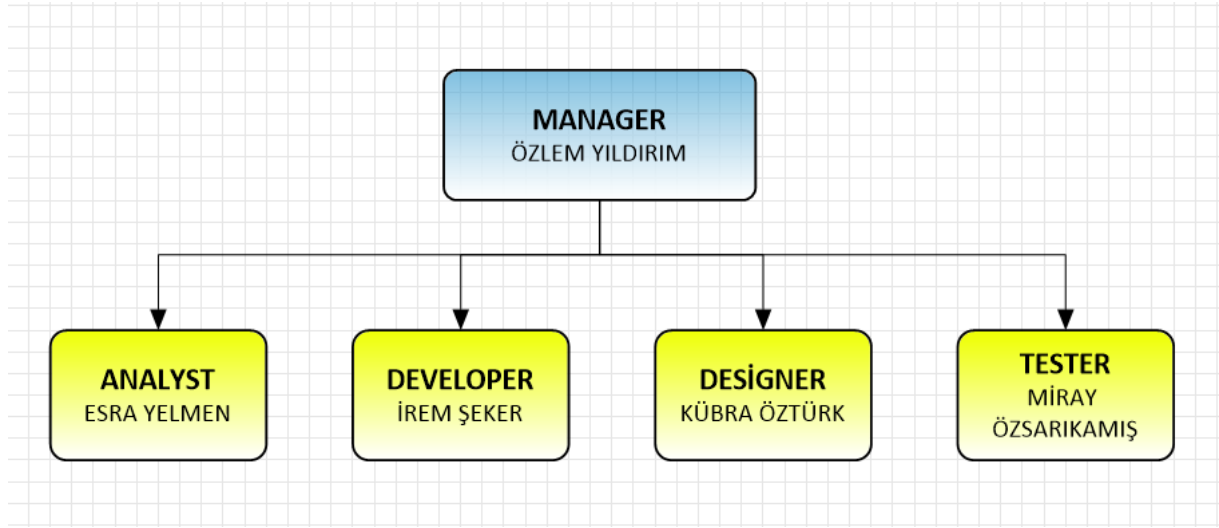 MANAGER
ÖZLEM YILDIRIM
ANALYST
ESRA YELMEN
DEVELOPER
İREM ŞEKER
DESİGNER
KÜBRA ÖZTÜRK
TESTER
MİRAY
ÖZSARIKAMIŞ